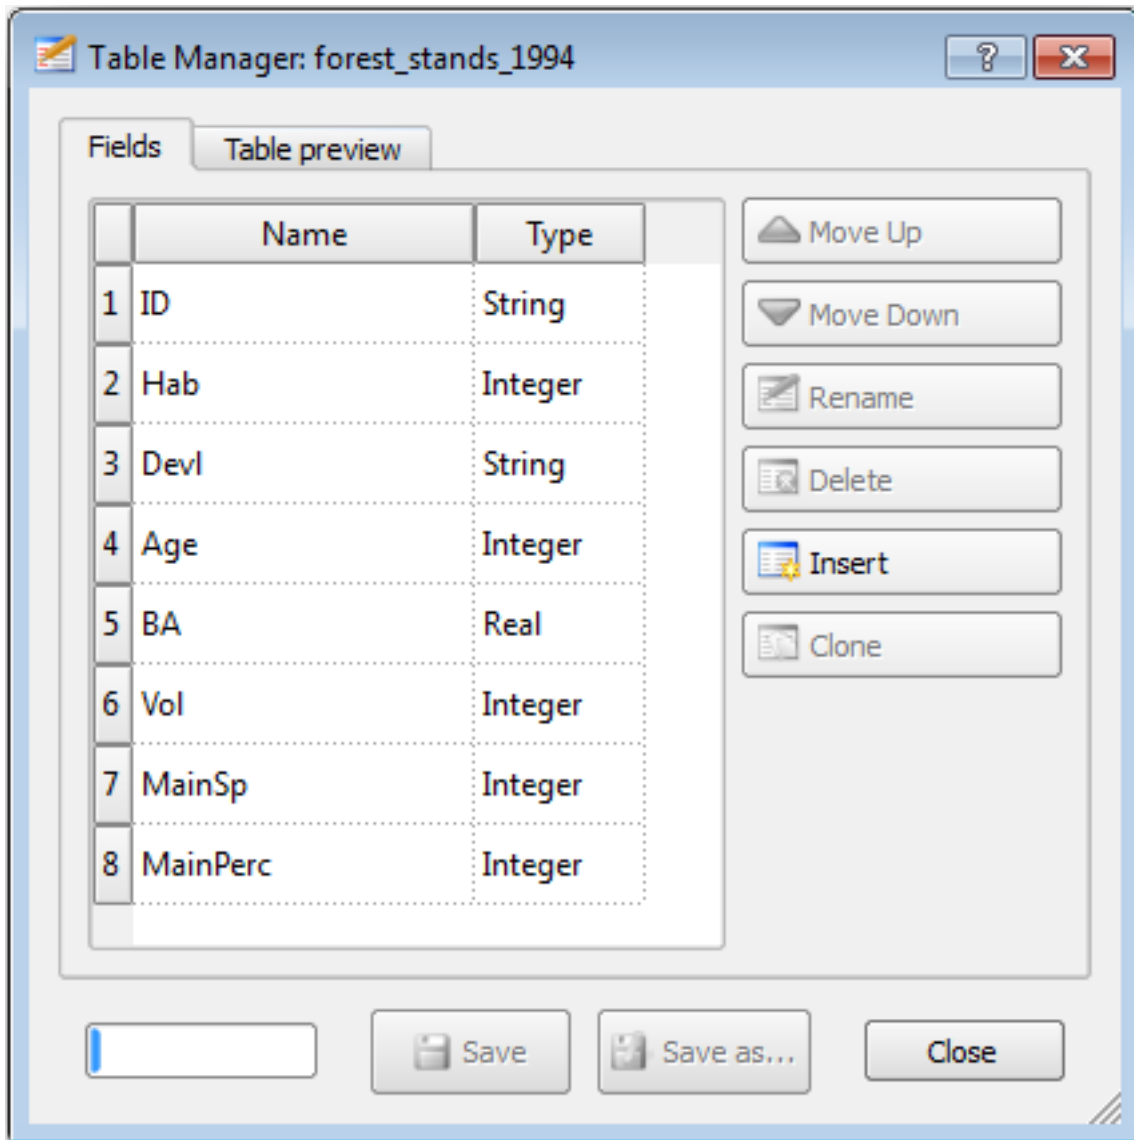 Table Manager: forest_stands_1994
?
Fields Table preview
Name Type
1 ID String
2 Hab Integer
3 Devl String
4 Age Integer
5 BA Real
6 Vol Integer
7 MainSp Integer
8 MainPerc Integer
Move Up
Move Down
Rename
Delete
Insert
Clone
Save Save as... Close